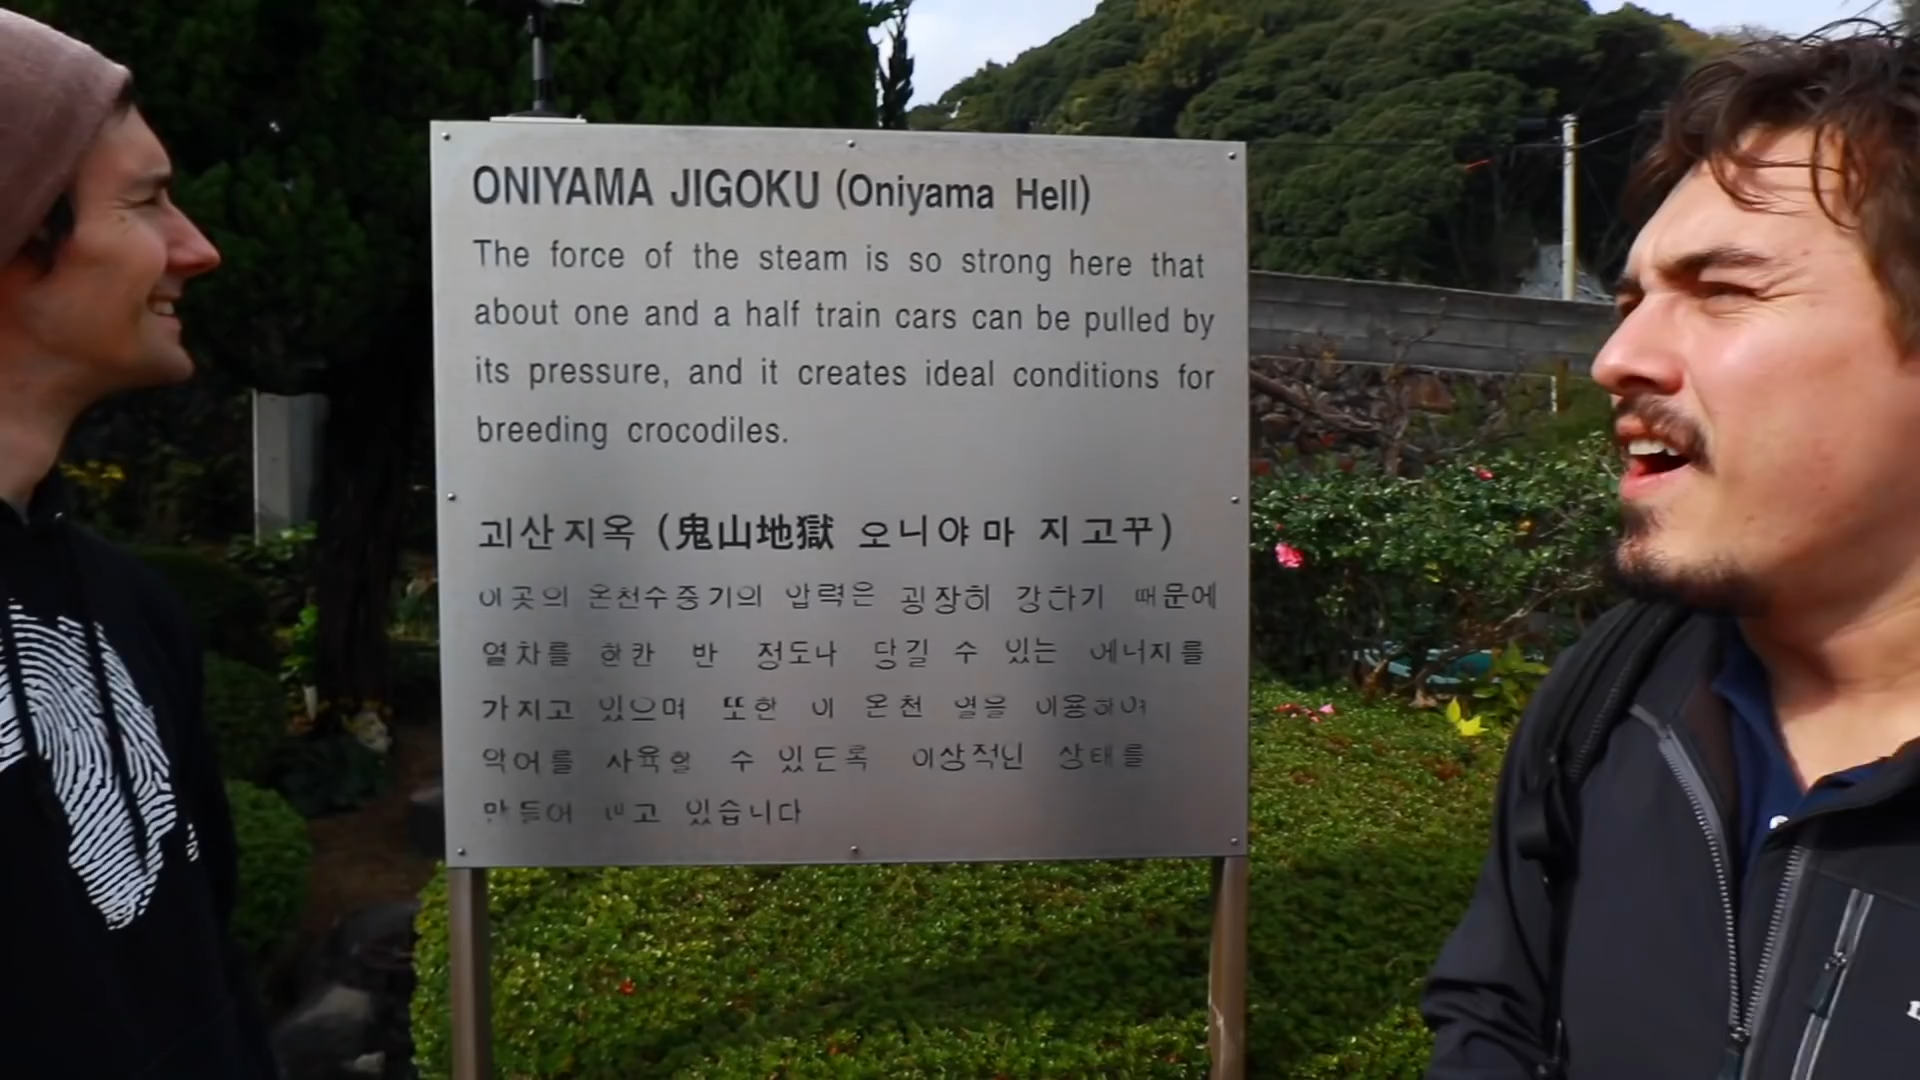 ONIYAMA JIGOKU (Oniyama Hell)
The force of the steam is so strong here that
about one and a half train cars can be pulled by
its pressure, and it creates ideal conditions for
breeding crocodiles.
괴산지옥 (鬼山地獄 오니야마 지고꾸)
이곳의 온천수증기의 압력은 굉장히 강하기 때문에
열차를 한칸 반 정도나 당길 수 있는 에너지를
가지고 있으며 또한 이 온천 열을 이용하여
악어를 사육할 수 있도록 이상적인 상태를
만들어 내고 있습니다